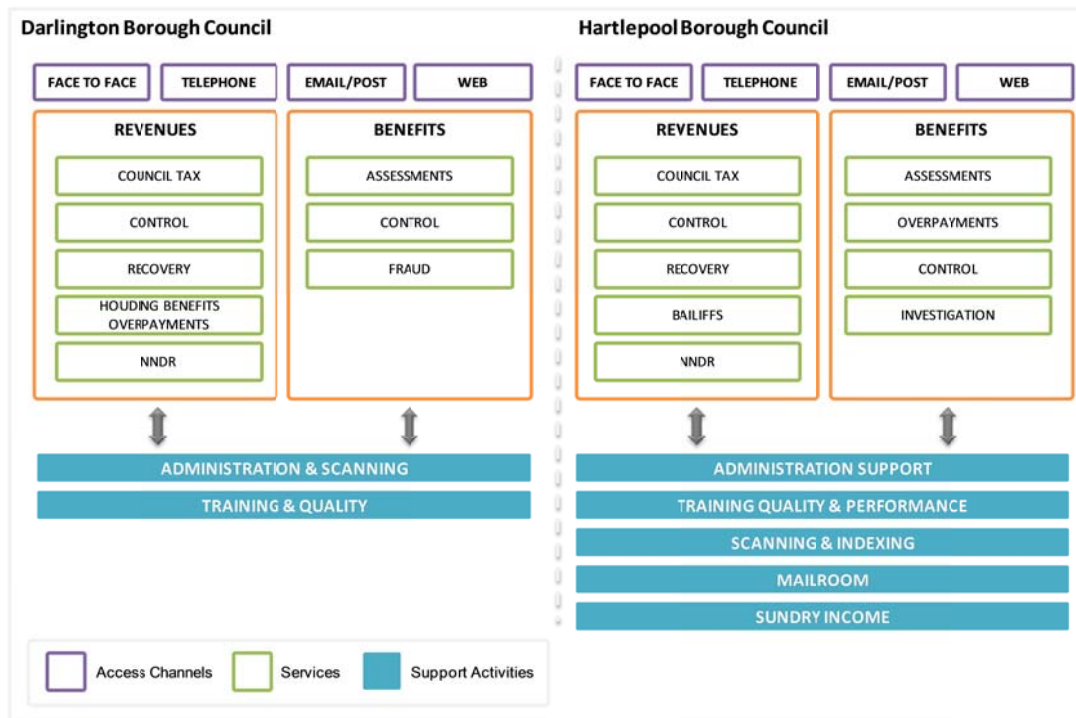 Darlington Borough Council
FACE TO FACE
TELEPHONE
EMAIL/POST
WEB
REVENUES
COUNCIL TAX
CONTROL
RECOVERY
HOUDING BENEFITS
OVERPAYMENTS
NNDR
BENEFITS
ASSESSMENTS
CONTROL
FRAUD
ADMINISTRATION & SCANNING
TRAINING & QUALITY
Hartlepool Borough Council
FACE TO FACE
TELEPHONE
EMAIL/POST
WEB
REVENUES
COUNCIL TAX
CONTROL
RECOVERY
BAILIFFS
NNDR
BENEFITS
ASSESSMENTS
OVERPAYMENTS
CONTROL
INVESTIGATION
ADMINISTRATION SUPPORT
TRAINING QUALITY & PERFORMANCE
SCANNING & INDEXING
MAILROOM
SUNDRY INCOME
Access Channels
Services
Support Activities